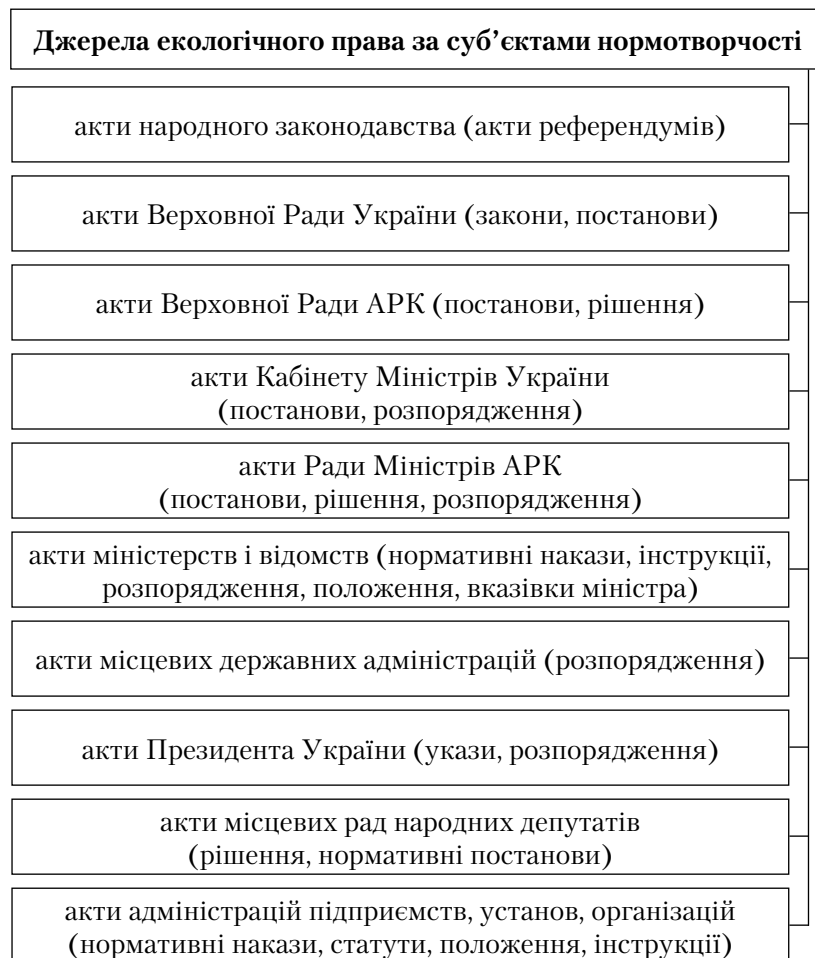 Джерела екологічного права за суб’єктами нормотворчості
акти народного законодавства (акти референдумів)
акти Верховної Ради України (закони, постанови)
акти Верховної Ради АРК (постанови, рішення)
акти Кабінету Міністрів України
(постанови, розпорядження)
акти Ради Міністрів АРК
(постанови, рішення, розпорядження)
акти міністерств і відомств (нормативні накази, інструкції,
розпорядження, положення, вказівки міністра)
акти місцевих державних адміністрацій (розпорядження)
акти Президента України (укази, розпорядження)
акти місцевих рад народних депутатів
(рішення, нормативні постанови)
акти адміністрацій підприємств, установ, організацій
(нормативні накази, статути, положення, інструкції)